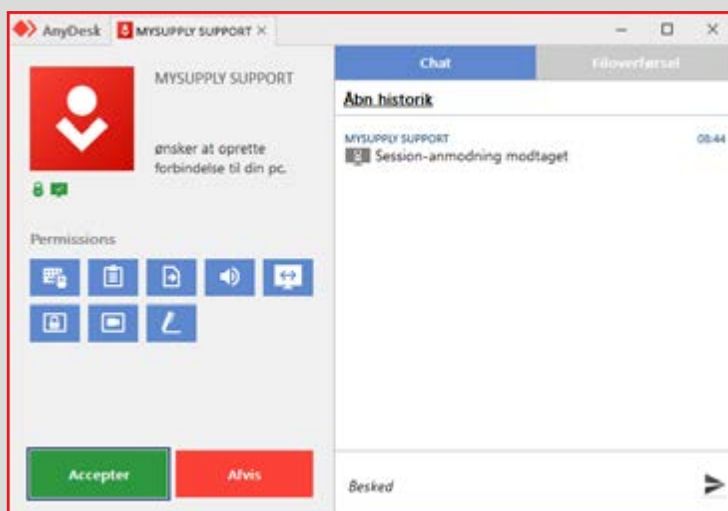 AnyDesk
MYSUPPLY SUPPORT
MYSUPPLY SUPPORT
ønsker at oprette
forbindelse til din pc.
Permissions
Accepter
Afvis
Chat
Filoverførsel
Åbn historik
MYSUPPLY SUPPORT 08:44
Session-anmodning modtaget
Besked